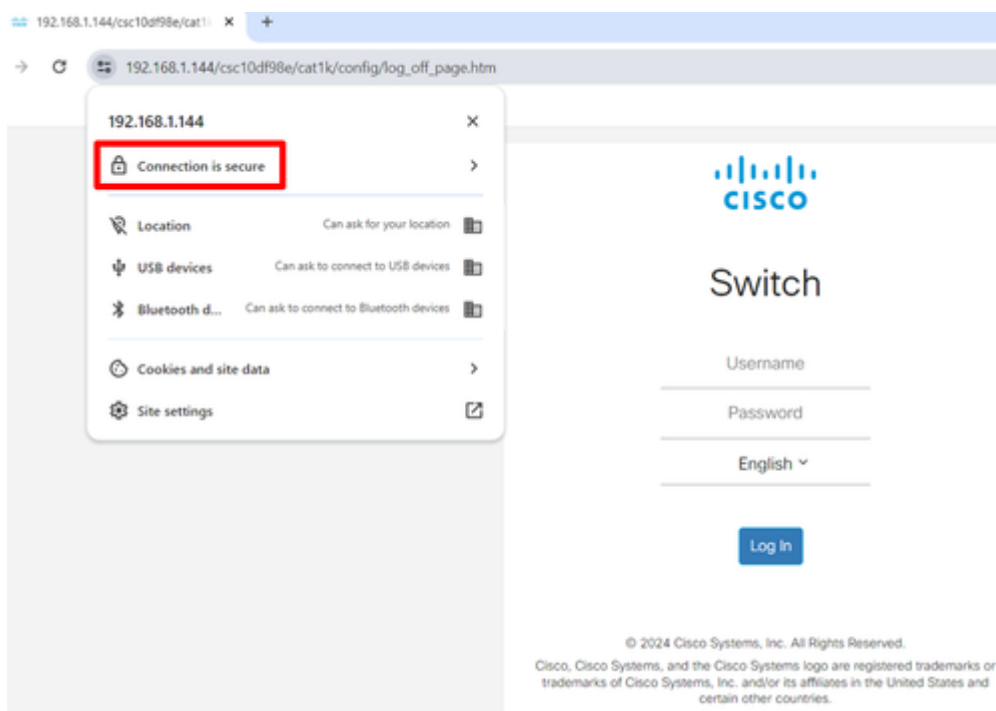 192.168.1.144/csc10df98e/cat1k
192.168.1.144/csc10df98e/cat1k/config/log_off_page.htm
192.168.1.144
Connection is secure
Location Can ask for your location
USB devices Can ask to connect to USB devices
Bluetooth d... Can ask to connect to Bluetooth devices
Cookies and site data
Site settings
CISCO
Switch
Username
Password
English
Log In
© 2024 Cisco Systems, Inc. All Rights Reserved.
Cisco, Cisco Systems, and the Cisco Systems logo are registered trademarks or
trademarks of Cisco Systems, Inc. and/or its affiliates in the United States and
certain other countries.